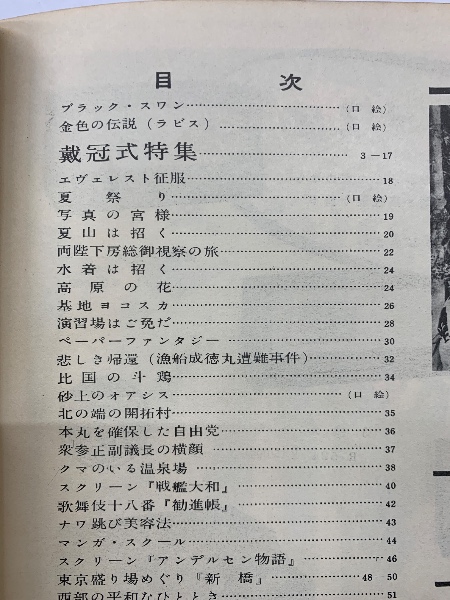 目次
ブラック・スワン……(口絵)
金色の伝説(ラピス)……(口絵)
戴冠式特集……3—17
エヴェレスト征服……18
夏祭り……(口絵)
写真の宮様……19
夏山は招く……20
両陛下房総御視察の旅……22
水着は招く……24
高原の花……24
基地ヨコスカ……26
演習場はご免だ……28
ペーパーファンタジー……30
悲しき帰還(漁船成徳丸遭難事件)……32
比国の斗鶏……34
砂上のオアシス……(口絵)
北の端の開拓村……35
本丸を確保した自由党……36
衆参正副議長の横顔……37
クマのいる温泉場……38
スクリーン『戦艦大和』……40
歌舞伎十八番『勧進帳』……42
ナワ跳び美容法……43
マンガ・スクール……44
スクリーン『アンデルセン物語』……46
東京盛り場めぐり『新橋』……48—50
西部の平和なひととき……51